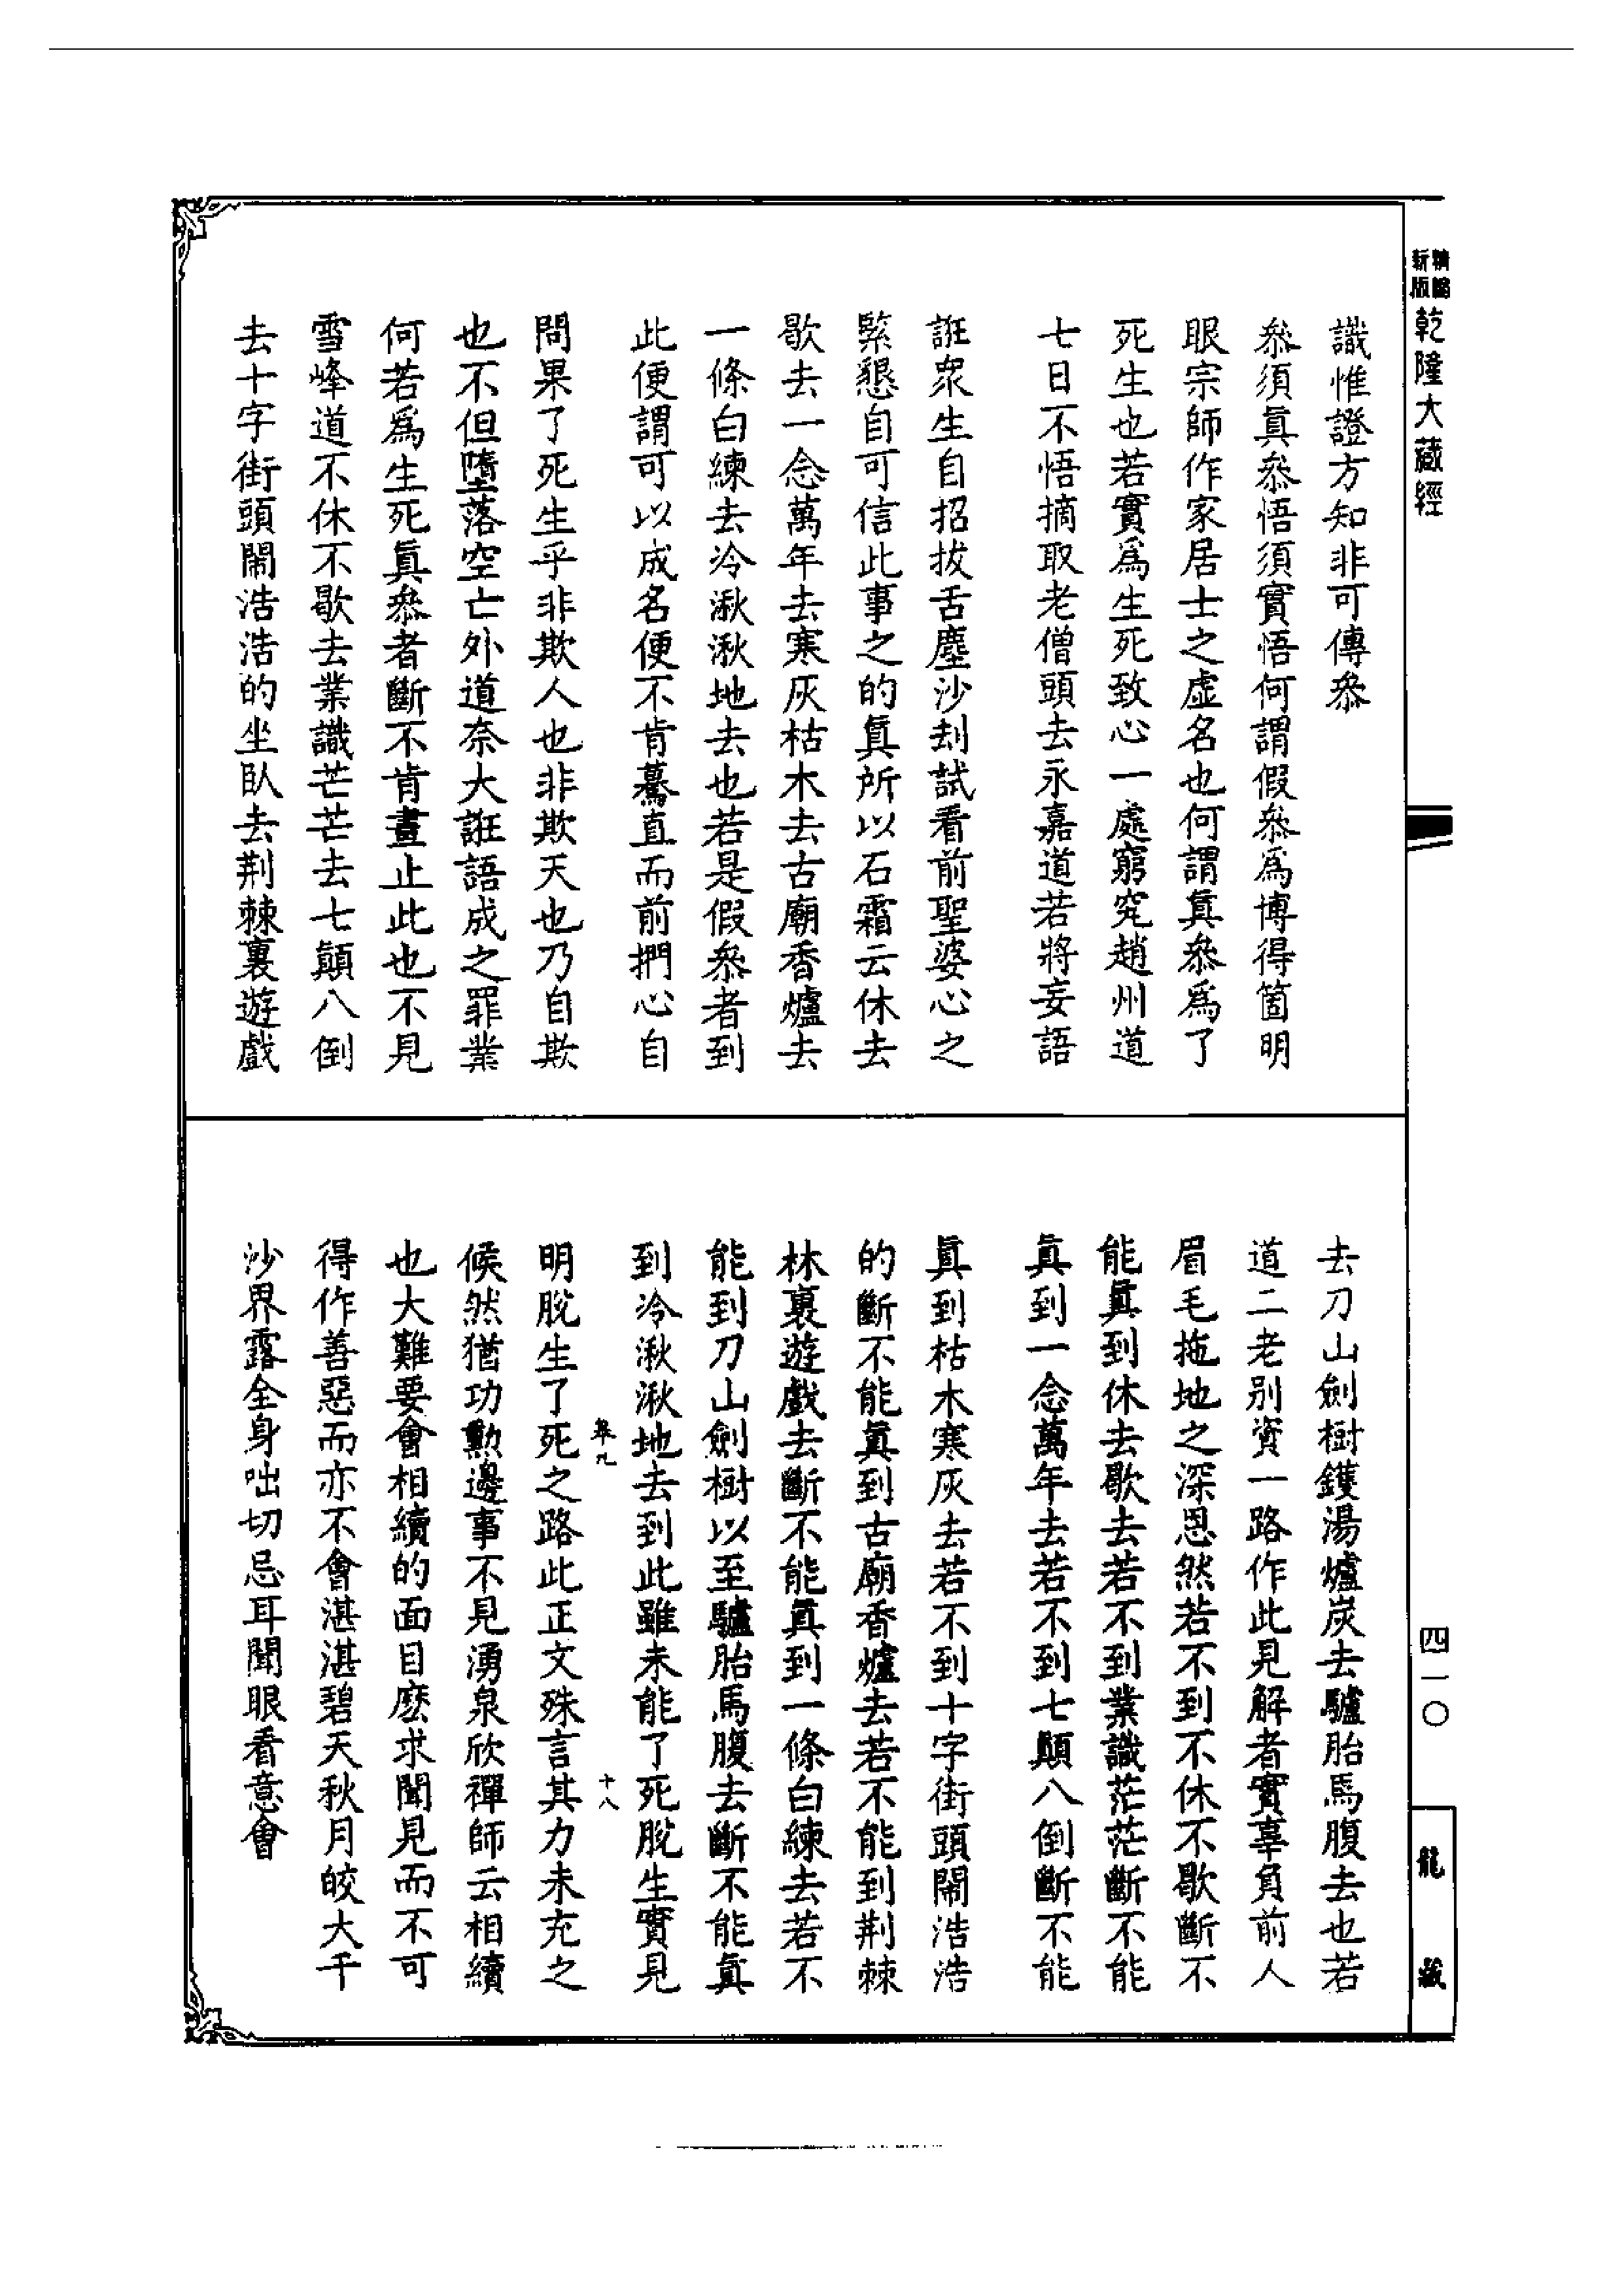 精縮
新版
乾隆大藏經
識惟證方知非可傳叅
叅須眞叅悟須實悟何謂假叅爲博得箇明
眼宗師作家居士之虛名也何謂眞叅爲了
死生也若實爲生死致心一處窮究趙州道
七日不悟摘取老僧頭去永嘉道若將妄語
誑衆生自招拔舌塵沙刦試看前聖婆心之
緊懇自可信此事之的眞所以石霜云休去
歇去一念萬年去寒灰枯木去古廟香爐去
一條白練去冷湫湫地去也若是假叅者到
此便謂可以成名便不肯驀直而前捫心自
問果了死生乎非欺人也非欺天也乃自欺
也不但墮落空亡外道奈大誑語成之罪業
何若爲生死眞叅者斷不肯畫止此也不見
雪峰道不休不歇去業識芒芒去七顛八倒
去十字街頭鬧浩浩的坐臥去荆棘裏遊戲
去刀山劍樹鑊湯爐炭去驢胎馬腹去也若
道二老别資一路作此見解者實辜負前人
眉毛拖地之深恩然若不到不休不歇斷不
能眞到休去歇去若不到業識茫茫斷不能
眞到一念萬年去若不到七顛八倒斷不能
眞到枯木寒灰去若不到十字街頭鬧浩浩
的斷不能眞到古廟香爐去若不能到荆棘
林裏遊戲去斷不能眞到一條白練去若不
能到刀山劍樹以至驢胎馬腹去斷不能眞
到冷湫湫地去到此雖未能了死脫生實見
卷九
十八
明脫生了死之路此正文殊言其力未充之
候然猶功勳邊事不見湧泉欣禪師云相續
也大難要會相續的面目麽求聞見而不可
得作善惡而亦不會湛湛碧天秋月皎大千
沙界露全身咄切忌耳聞眼看意會
四一〇
龍藏